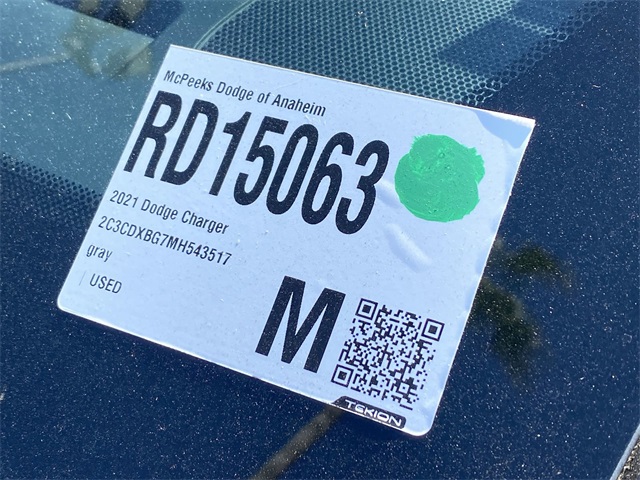 McPeeks Dodge of Anaheim
RD15063
2021 Dodge Charger
2C3CDXBG7MH543517
gray
USED
M
TEKION